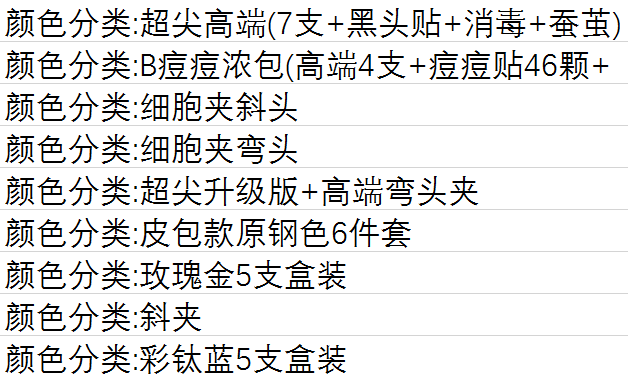 颜色分类:超尖高端(7支+黑头贴+消毒+蚕茧)
颜色分类:B痘痘浓包(高端4支+痘痘贴46颗+
颜色分类:细胞夹斜头
颜色分类:细胞夹弯头
颜色分类:超尖升级版+高端弯头夹
颜色分类:皮包款原钢色6件套
颜色分类:玫瑰金5支盒装
颜色分类:斜夹
颜色分类:彩钛蓝5支盒装